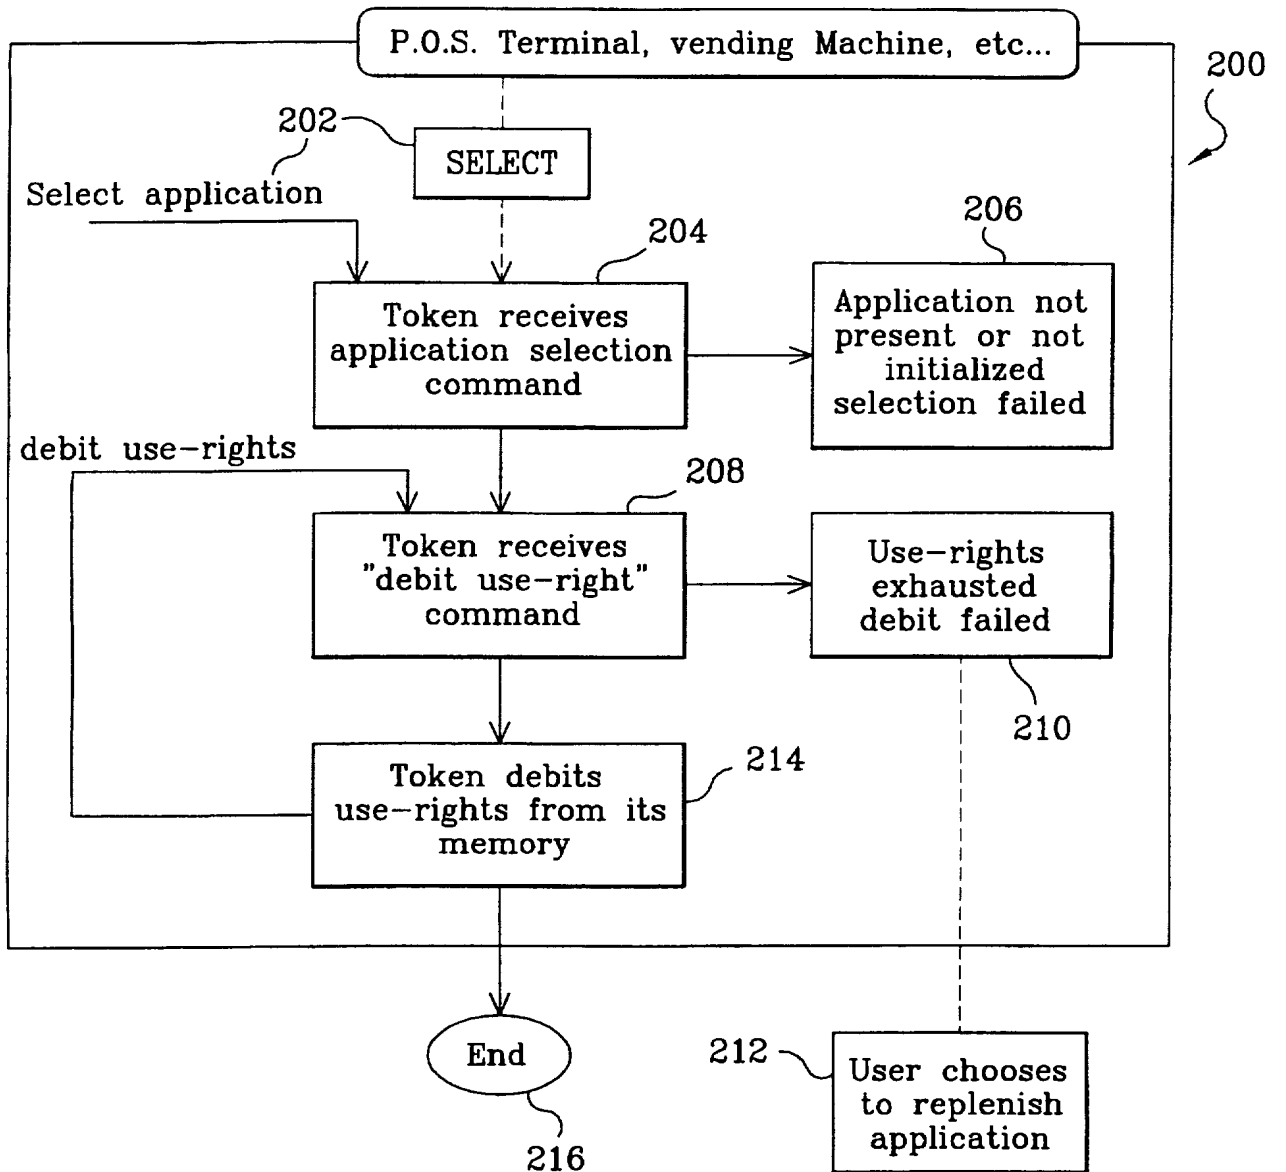 P.O.S. Terminal, vending Machine, etc...
200
202
SELECT
Select application
204
206
Token receives
application selection
command
Application not
present or not
initialized
selection failed
debit use-rights
208
Token receives
"debit use-right"
command
Use-rights
exhausted
debit failed
210
214
Token debits
use-rights from its
memory
End
216
212
User chooses
to replenish
application